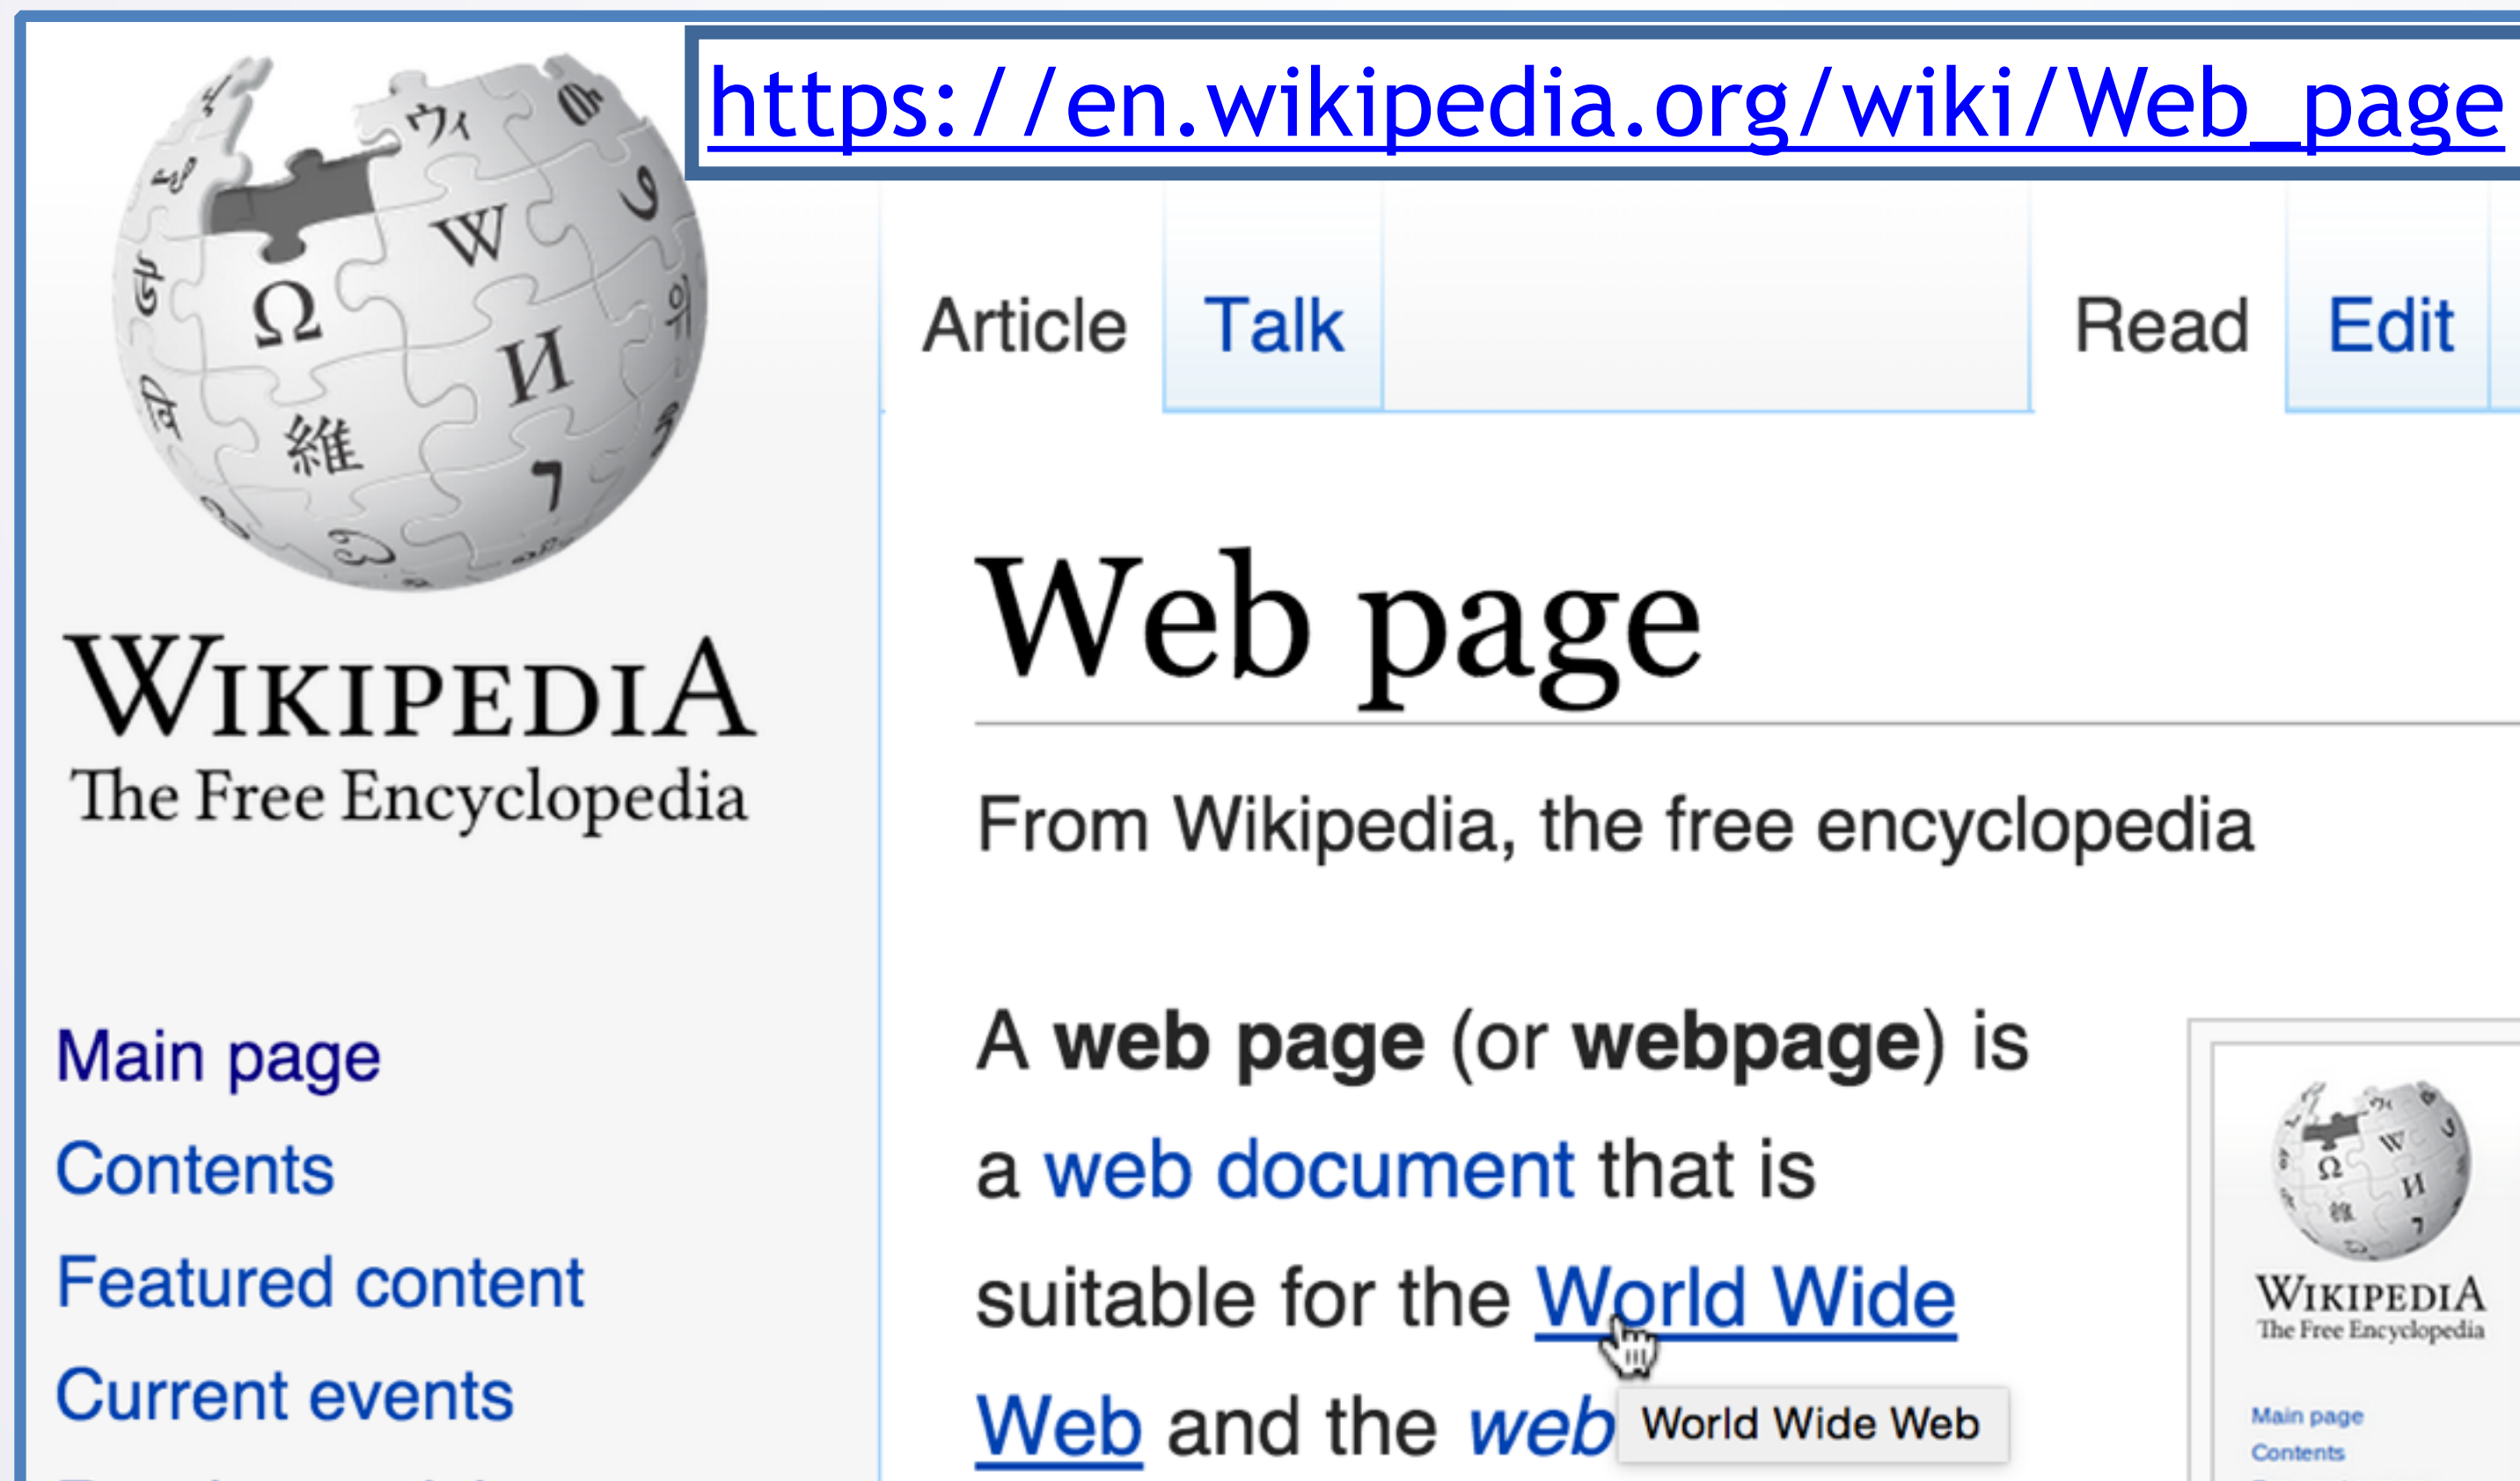 https://en.wikipedia.org/wiki/Web_page
WIKIPEDIA
The Free Encyclopedia
Main page
Contents
Featured content
Current events
Article Talk Read Edit
Web page
From Wikipedia, the free encyclopedia
A web page (or webpage) is
a web document that is
suitable for the World Wide
Web and the web
World Wide Web
WIKIPEDIA
The Free Encyclopedia
Main page
Contents